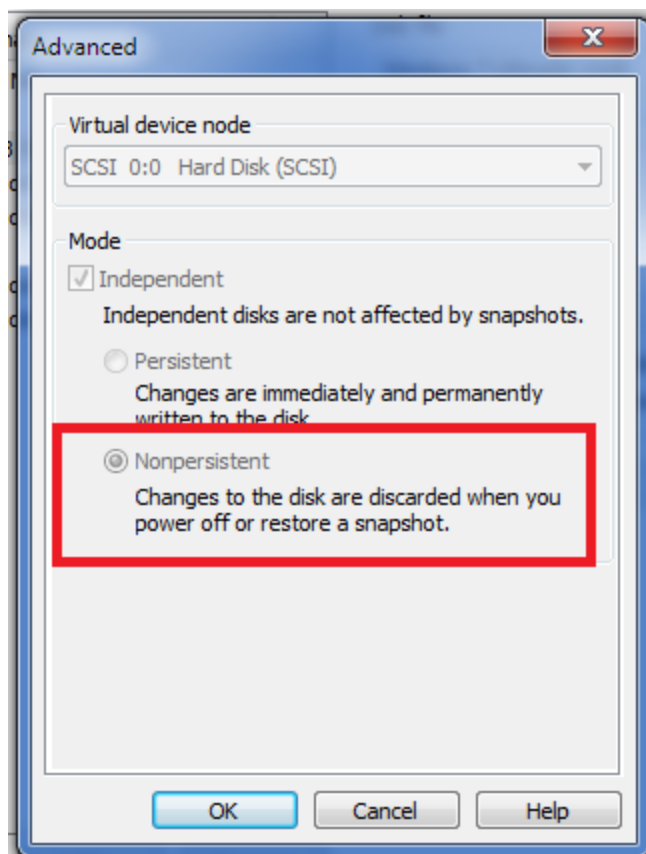 Advanced
Virtual device node
SCSI 0:0 Hard Disk (SCSI)
Mode
Independent
Independent disks are not affected by snapshots.
Persistent
Changes are immediately and permanently
written to the disk
Nonpersistent
Changes to the disk are discarded when you
power off or restore a snapshot.
OK
Cancel
Help